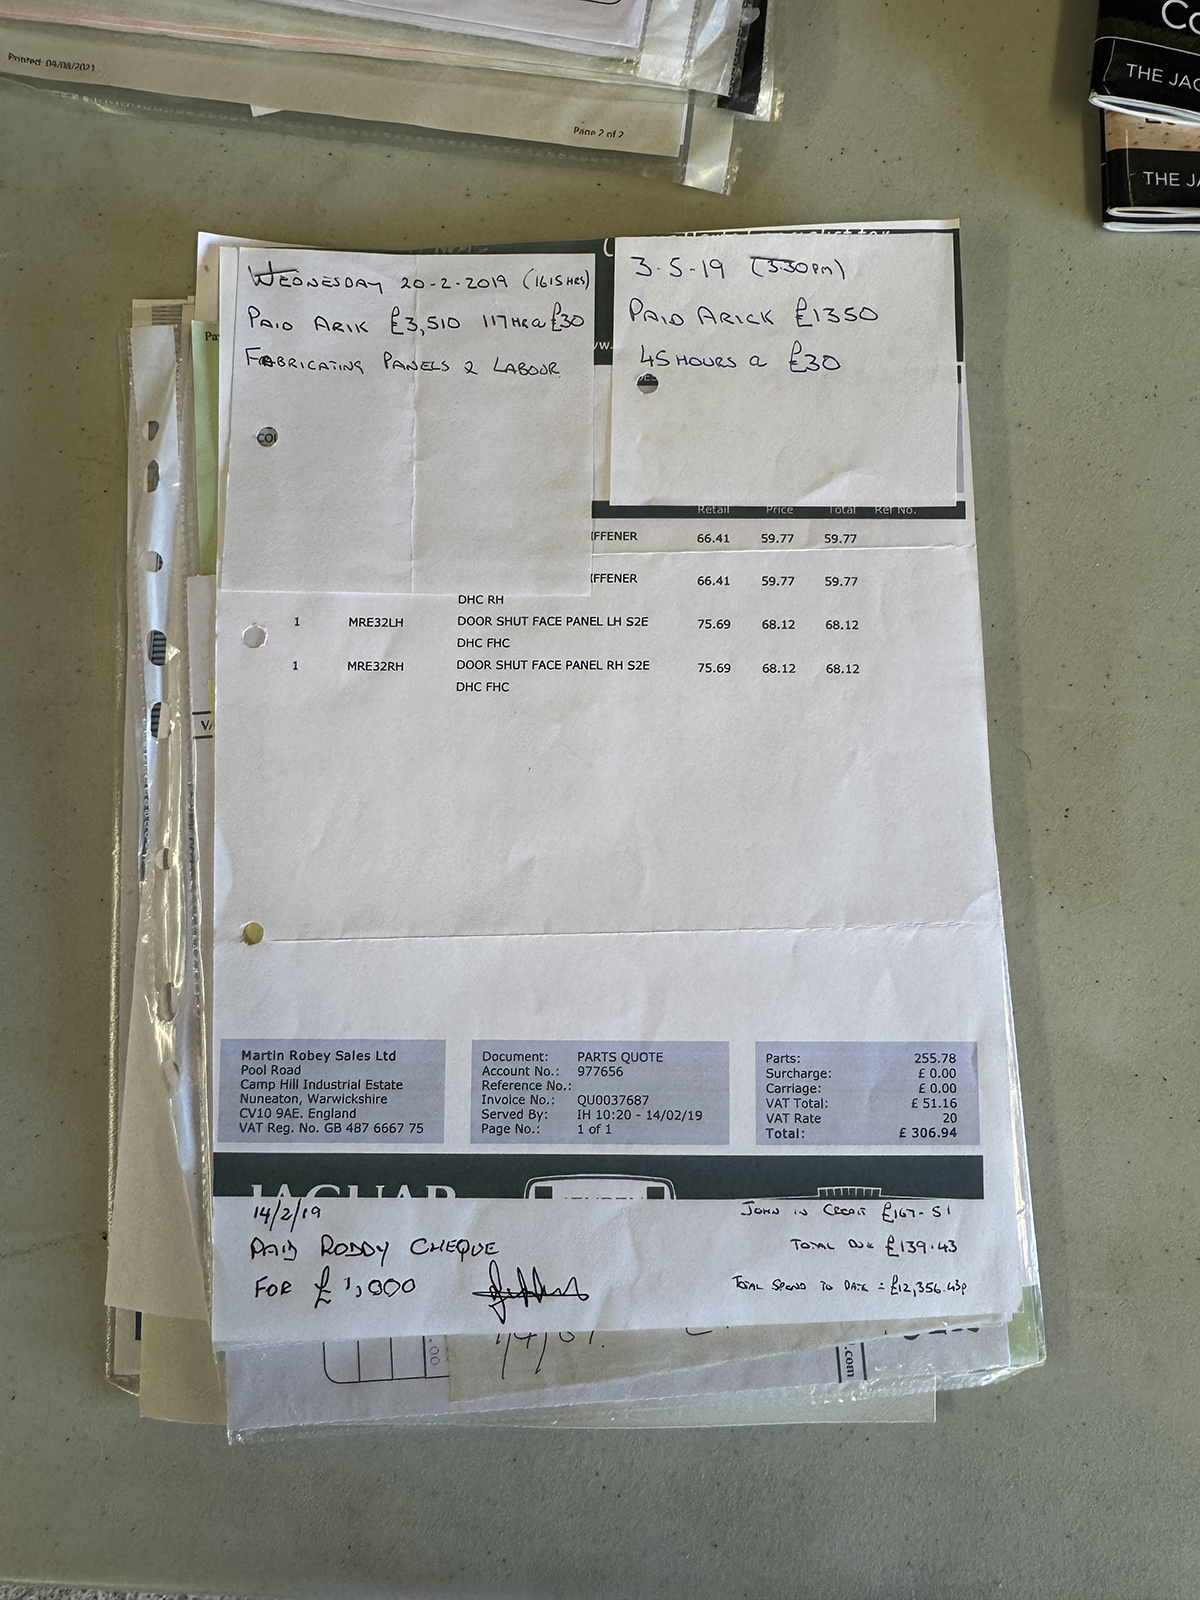 Printed 09/08/2021
Page 2 of 2
THE JAG
THE JA
WEDNESDAY 20-2-2019 (1615HRS)
PAID ARIK £3,510 117HR @ £30
FABRICATING PANELS & LABOUR
3-5-19 (3.30PM)
PAID ARICK £1350
45 HOURS @ £30
Retail Price Total Ref No.
IFFENER 66.41 59.77 59.77
IFFENER 66.41 59.77 59.77
DHC RH
1 MRE32LH DOOR SHUT FACE PANEL LH S2E 75.69 68.12 68.12
DHC FHC
1 MRE32RH DOOR SHUT FACE PANEL RH S2E 75.69 68.12 68.12
DHC FHC
Martin Robey Sales Ltd
Pool Road
Camp Hill Industrial Estate
Nuneaton, Warwickshire
CV10 9AE. England
VAT Reg. No. GB 487 6667 75
Document: PARTS QUOTE
Account No.: 977656
Reference No.:
Invoice No.: QU0037687
Served By: IH 10:20 - 14/02/19
Page No.: 1 of 1
Parts: 255.78
Surcharge: £ 0.00
Carriage: £ 0.00
VAT Total: £ 51.16
VAT Rate 20
Total: £ 306.94
JAGUAR
14/2/19
PAID RODDY CHEQUE
FOR £1,000
JOHN IN CREDIT £167-51
TOTAL DUE £139.43
TOTAL SPEND TO DATE = £12,356.43p
.com